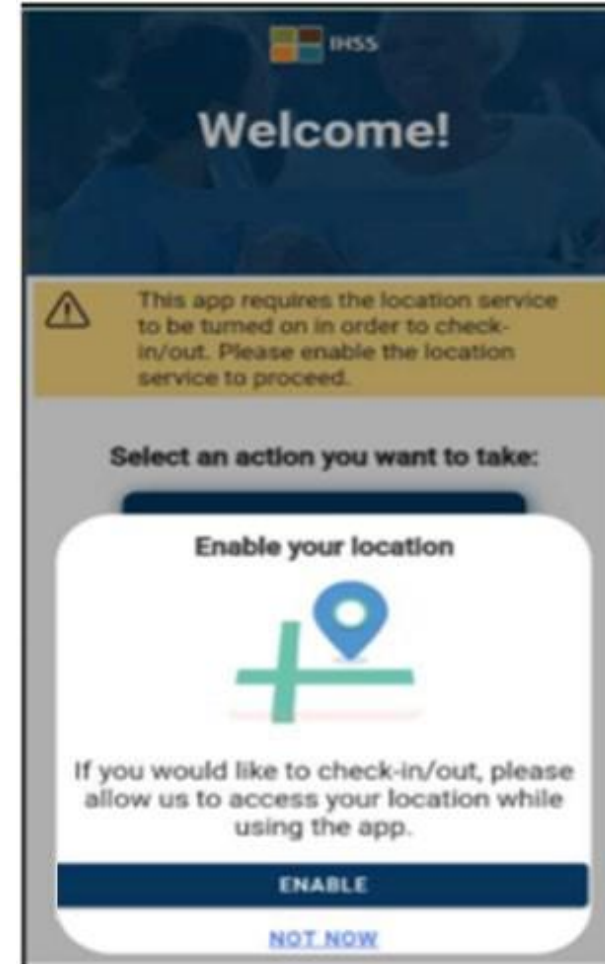 IHSS
Welcome!
This app requires the location service
to be turned on in order to check-
in/out. Please enable the location
service to proceed.
Select an action you want to take:
Enable your location
If you would like to check-in/out, please
allow us to access your location while
using the app.
ENABLE
NOT NOW